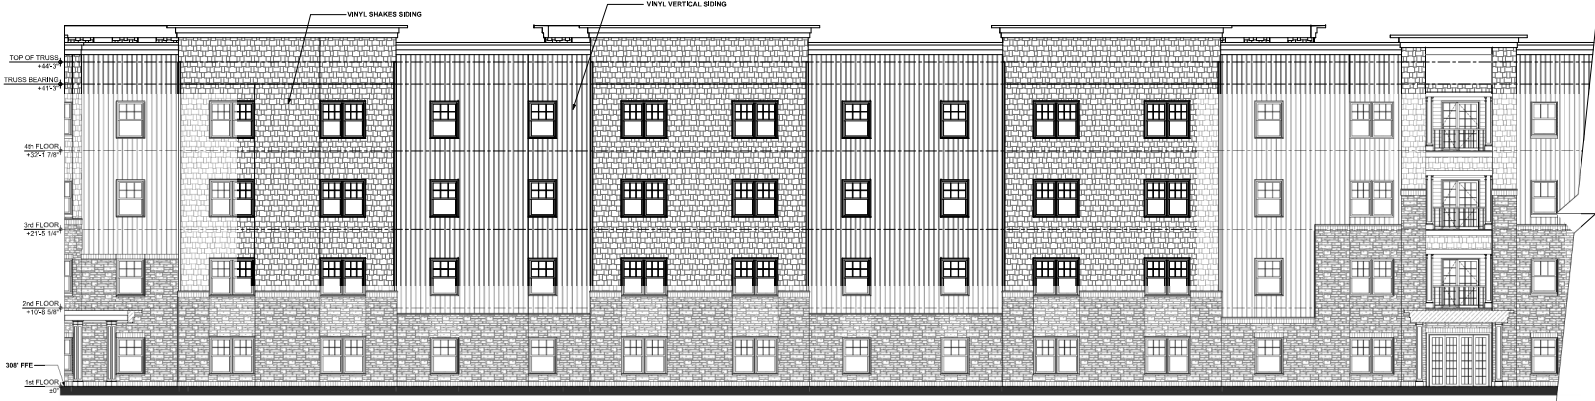 VINYL SHAKES SIDING
VINYL VERTICAL SIDING
TOP OF TRUSS
+44'-3"
TRUSS BEARING
+41'-3"
4th FLOOR
+32'-1 7/8"
3rd FLOOR
+21'-5 1/4"
2nd FLOOR
+10'-8 5/8"
308' FFE
1st FLOOR
±0"